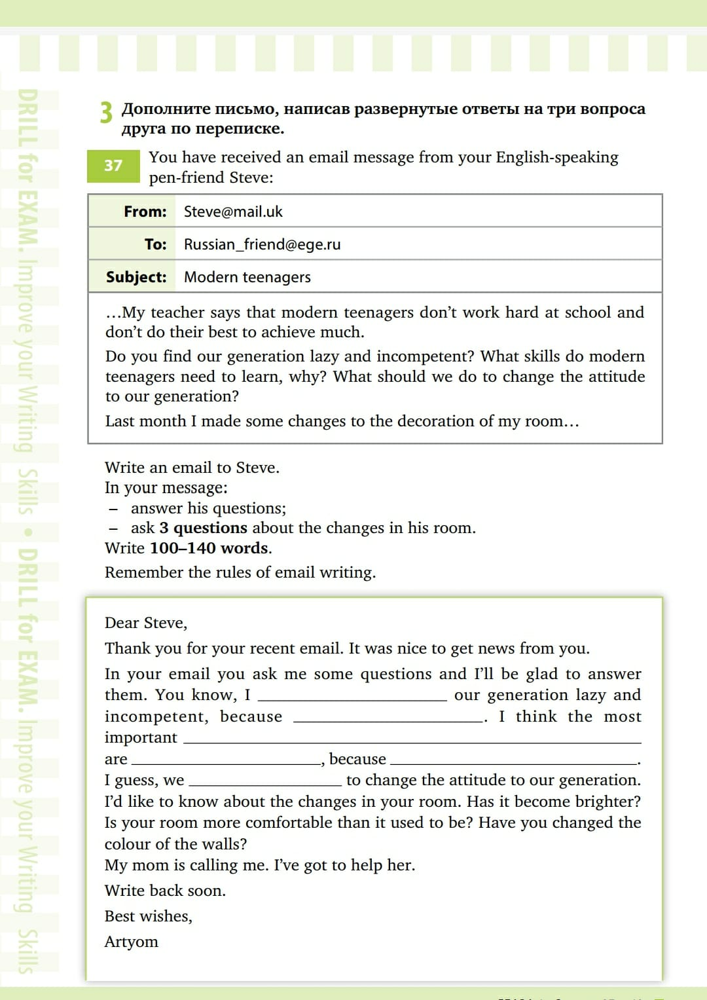 3 Дополните письмо, написав развернутые ответы на три вопроса
друга по переписке.
37 You have received an email message from your English-speaking
pen-friend Steve:
From: Steve@mail.uk
To: Russian_friend@ege.ru
Subject: Modern teenagers
…My teacher says that modern teenagers don’t work hard at school and
don’t do their best to achieve much.
Do you find our generation lazy and incompetent? What skills do modern
teenagers need to learn, why? What should we do to change the attitude
to our generation?
Last month I made some changes to the decoration of my room…
Write an email to Steve.
In your message:
– answer his questions;
– ask 3 questions about the changes in his room.
Write 100–140 words.
Remember the rules of email writing.
Dear Steve,
Thank you for your recent email. It was nice to get news from you.
In your email you ask me some questions and I’ll be glad to answer
them. You know, I ____________ our generation lazy and
incompetent, because ____________. I think the most
important ____________
are ____________, because ____________.
I guess, we ____________ to change the attitude to our generation.
I’d like to know about the changes in your room. Has it become brighter?
Is your room more comfortable than it used to be? Have you changed the
colour of the walls?
My mom is calling me. I’ve got to help her.
Write back soon.
Best wishes,
Artyom
DRILL for EXAM. Improve your Writing Skills • DRILL for EXAM. Improve your Writing Skills